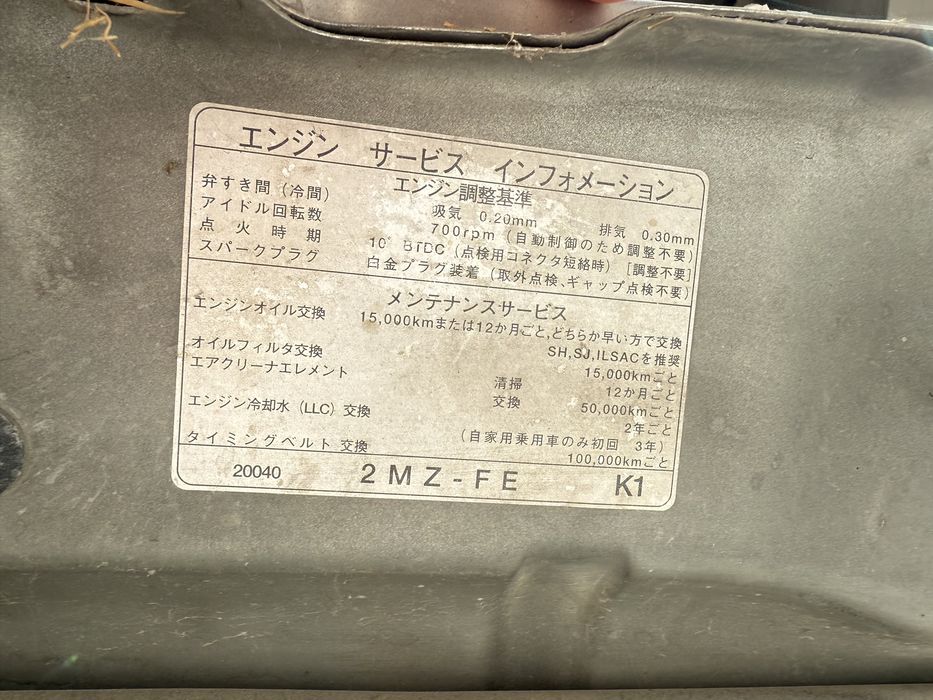 エンジン サービス インフォメーション
エンジン調整基準
弁すき間（冷間） 吸気 0.20mm 排気 0.30mm
アイドル回転数 700rpm（自動制御のため調整不要）
点火時期 10°BTDC（点検用コネクタ短絡時）［調整不要］
スパークプラグ 白金プラグ装着（取外点検、ギャップ点検不要）
メンテナンスサービス
エンジンオイル交換 15,000kmまたは12か月ごと,どちらか早い方で交換
SH,SJ,ILSACを推奨
オイルフィルタ交換 15,000kmごと
エアクリーナエレメント 清掃 12か月ごと
交換 50,000kmごと
エンジン冷却水（LLC）交換 2年ごと
（自家用乗用車のみ初回 3年）
タイミングベルト 交換 100,000kmごと
20040 2MZ-FE K1